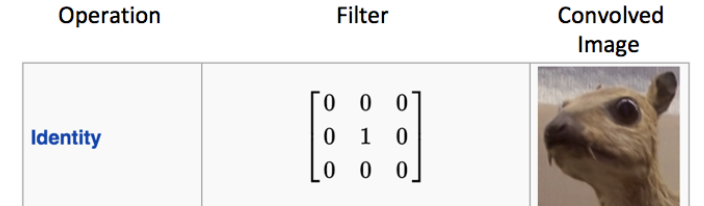 Operation Filter Convolved
Image
Identity
0 0 0
0 1 0
0 0 0